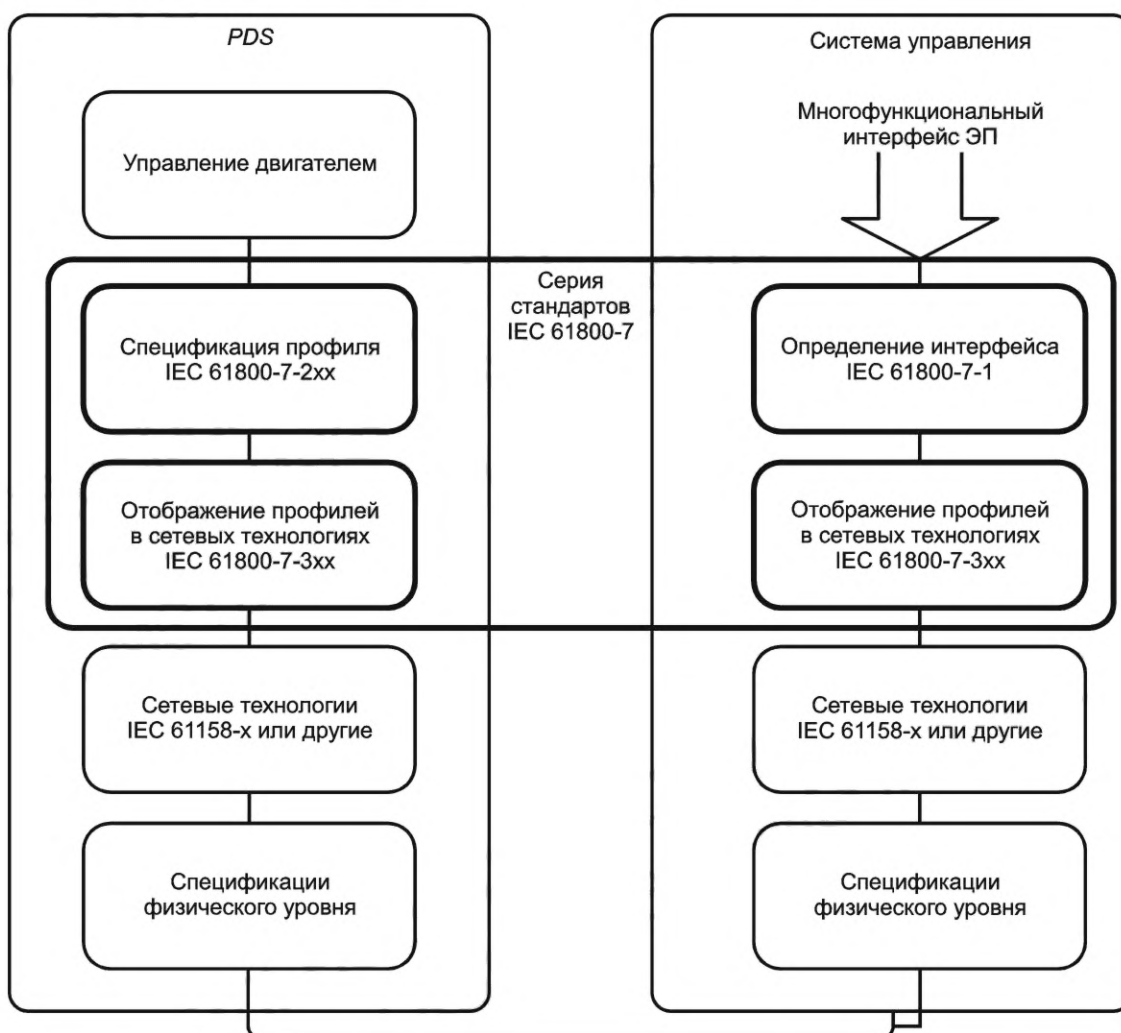 PDS
Управление двигателем
Спецификация профиля
IEC 61800-7-2xx
Отображение профилей
в сетевых технологиях
IEC 61800-7-3xx
Сетевые технологии
IEC 61158-x или другие
Спецификации
физического уровня
Серия
стандартов
IEC 61800-7
Система управления
Многофункциональный
интерфейс ЭП
Определение интерфейса
IEC 61800-7-1
Отображение профилей
в сетевых технологиях
IEC 61800-7-3xx
Сетевые технологии
IEC 61158-x или другие
Спецификации
физического уровня